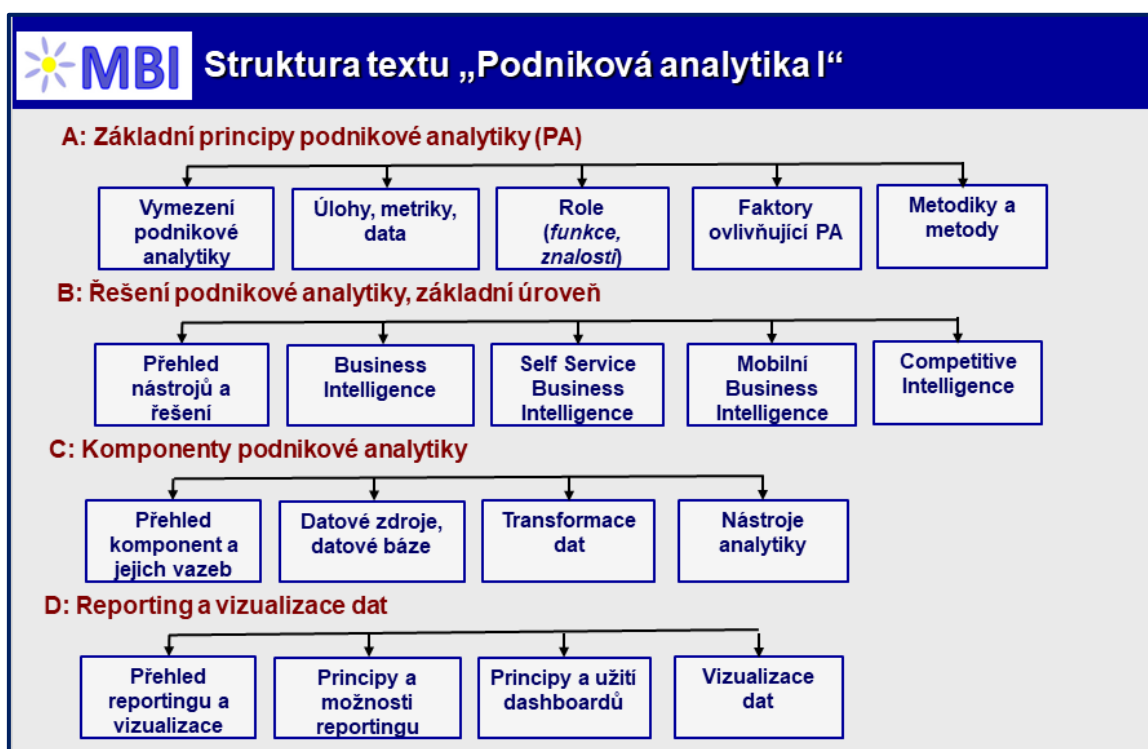 MBI
Struktura textu „Podniková analytika I“
A: Základní principy podnikové analytiky (PA)
Vymezení
podnikové
analytiky
Úlohy, metriky,
data
Role
(funkce,
znalosti)
Faktory
ovlivňující PA
Metodiky a
metody
B: Řešení podnikové analytiky, základní úroveň
Přehled
nástrojů a
řešení
Business
Intelligence
Self Service
Business
Intelligence
Mobilní
Business
Intelligence
Competitive
Intelligence
C: Komponenty podnikové analytiky
Přehled
komponent a
jejich vazeb
Datové zdroje,
datové báze
Transformace
dat
Nástroje
analytiky
D: Reporting a vizualizace dat
Přehled
reportingu a
vizualizace
Principy a
možnosti
reportingu
Principy a užití
dashboardů
Vizualizace
dat